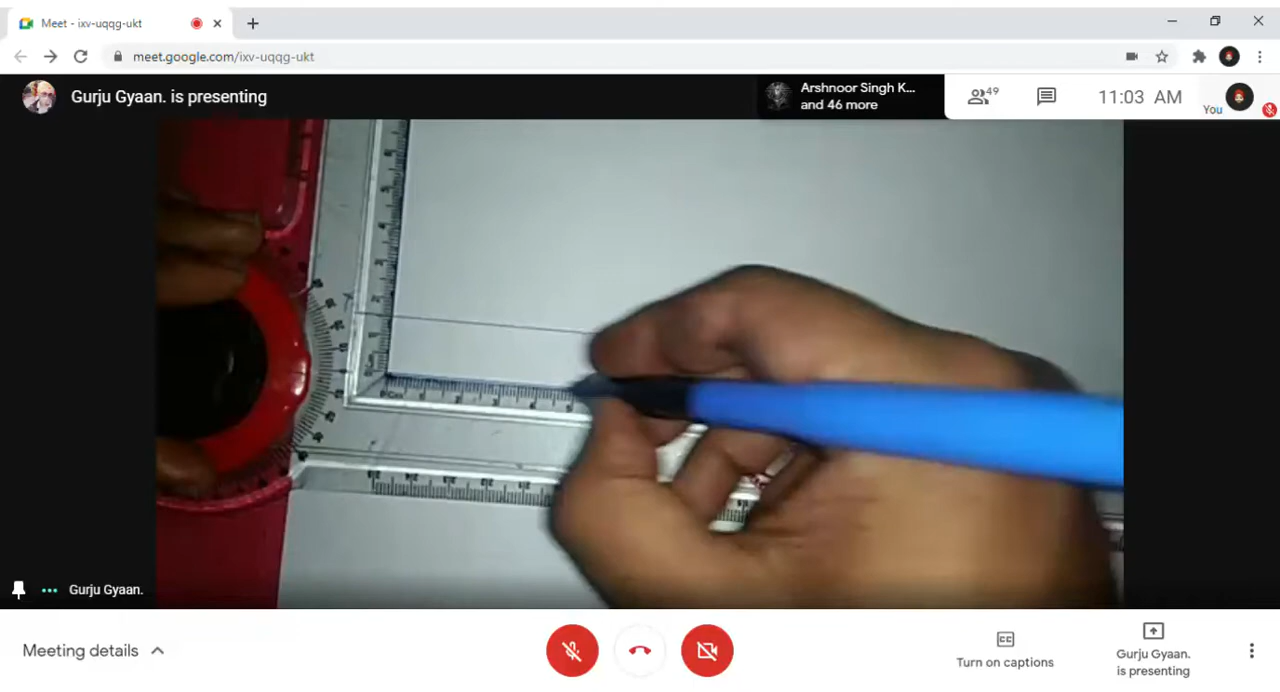 Meet - ixv-uqqg-ukt
meet.google.com/ixv-uqqg-ukt
Gurju Gyaan. is presenting
Arshnoor Singh K...
and 46 more
49
11:03 AM
You
Gurju Gyaan.
Meeting details
CC
Turn on captions
Gurju Gyaan.
is presenting